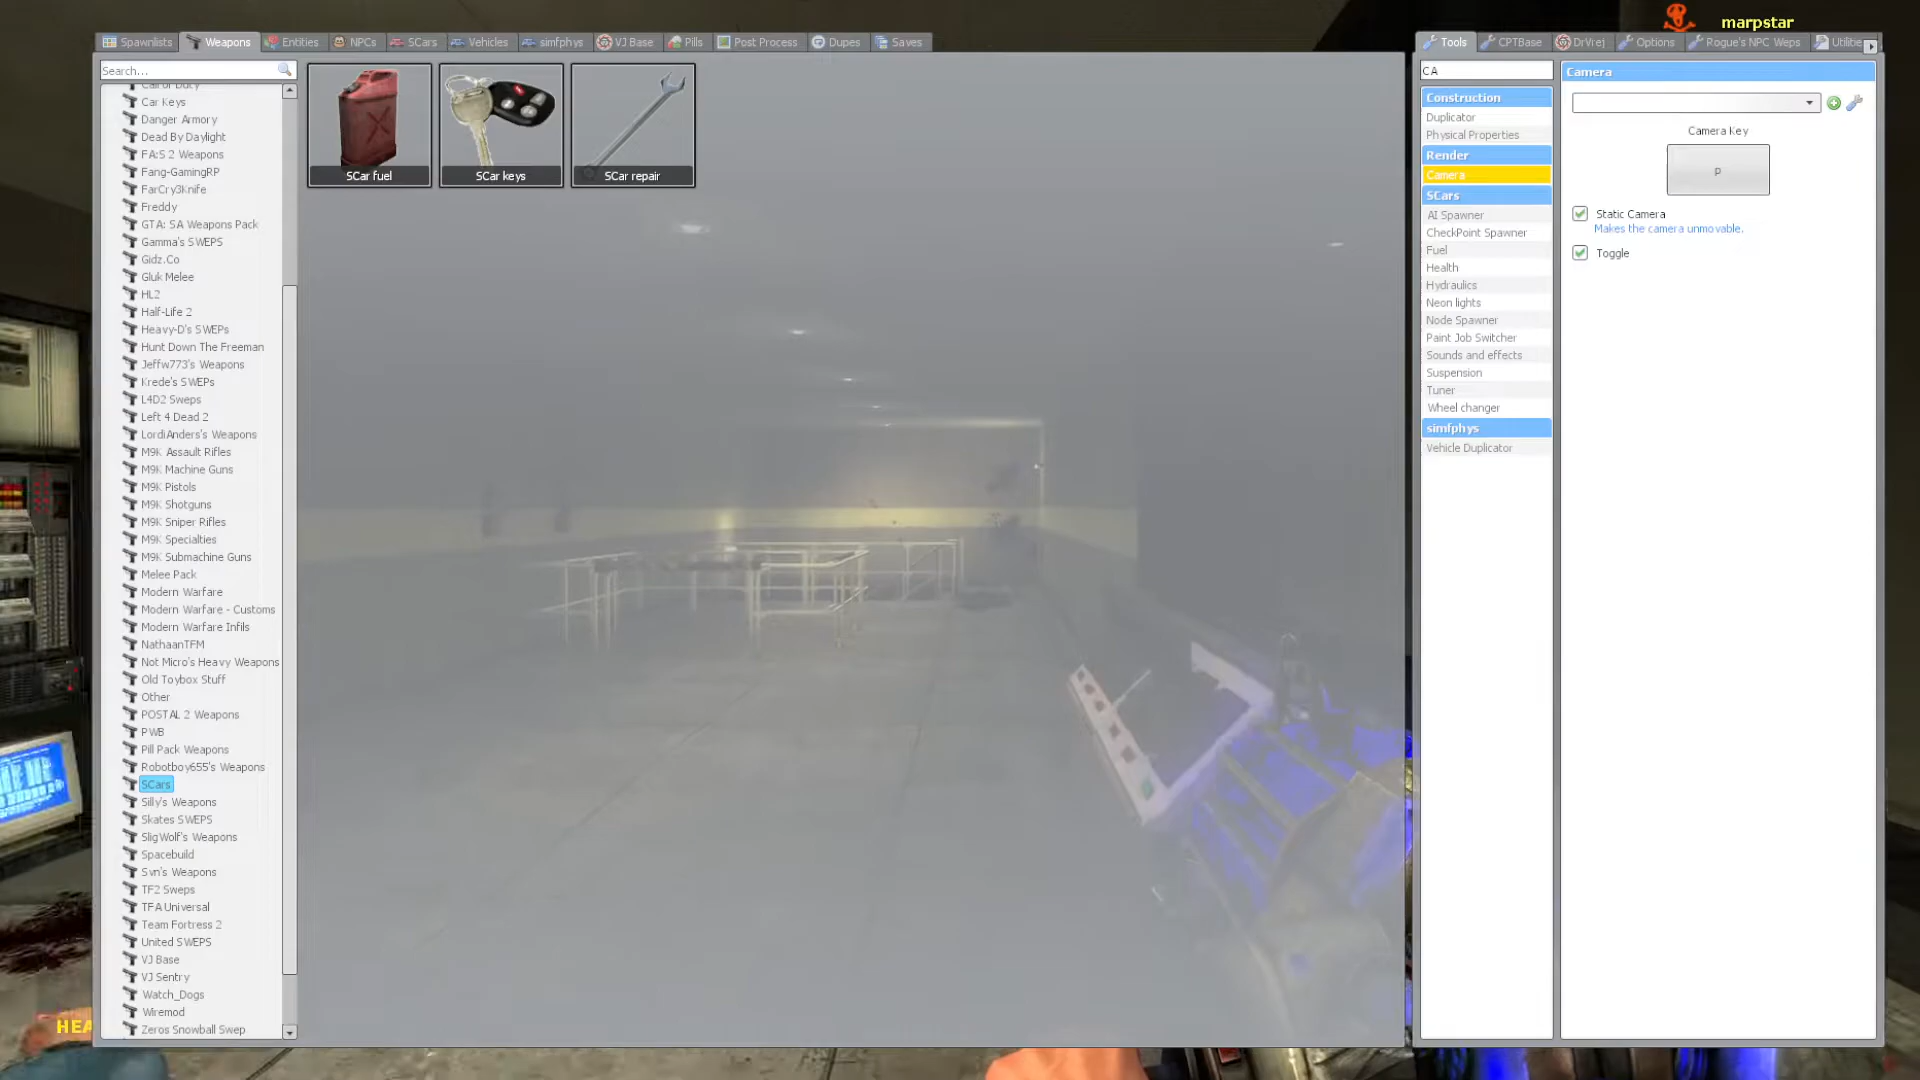 marpstar
Spawnlists
Weapons
Entities
NPCs
SCars
Vehicles
simfphys
VJ Base
Pills
Post Process
Dupes
Saves
Tools
CPTBase
DrVrej
Options
Rogue's NPC Weps
Utilitie
Search...
Call of Duty
Car Keys
Danger Armory
Dead By Daylight
FA:S 2 Weapons
Fang-GamingRP
FarCry3Knife
Freddy
GTA: SA Weapons Pack
Gamma's SWEPS
Gidz.Co
Gluk Melee
HL2
Half-Life 2
Heavy-D's SWEPs
Hunt Down The Freeman
Jeffw773's Weapons
Krede's SWEPs
L4D2 Sweps
Left 4 Dead 2
LordiAnders's Weapons
M9K Assault Rifles
M9K Machine Guns
M9K Pistols
M9K Shotguns
M9K Sniper Rifles
M9K Specialties
M9K Submachine Guns
Melee Pack
Modern Warfare
Modern Warfare - Customs
Modern Warfare Infils
NathaanTFM
Not Micro's Heavy Weapons
Old Toybox Stuff
Other
POSTAL 2 Weapons
PWB
Pill Pack Weapons
Robotboy655's Weapons
SCars
Silly's Weapons
Skates SWEPS
SligWolf's Weapons
Spacebuild
Svn's Weapons
TF2 Sweps
TFA Universal
Team Fortress 2
United SWEPS
VJ Base
VJ Sentry
Watch_Dogs
Wiremod
Zeros Snowball Swep
SCar fuel
SCar keys
SCar repair
CA
Construction
Duplicator
Physical Properties
Render
Camera
SCars
AI Spawner
CheckPoint Spawner
Fuel
Health
Hydraulics
Neon lights
Node Spawner
Paint Job Switcher
Sounds and effects
Suspension
Tuner
Wheel changer
simfphys
Vehicle Duplicator
Camera
Camera Key
P
Static Camera
Makes the camera unmovable.
Toggle
HEA